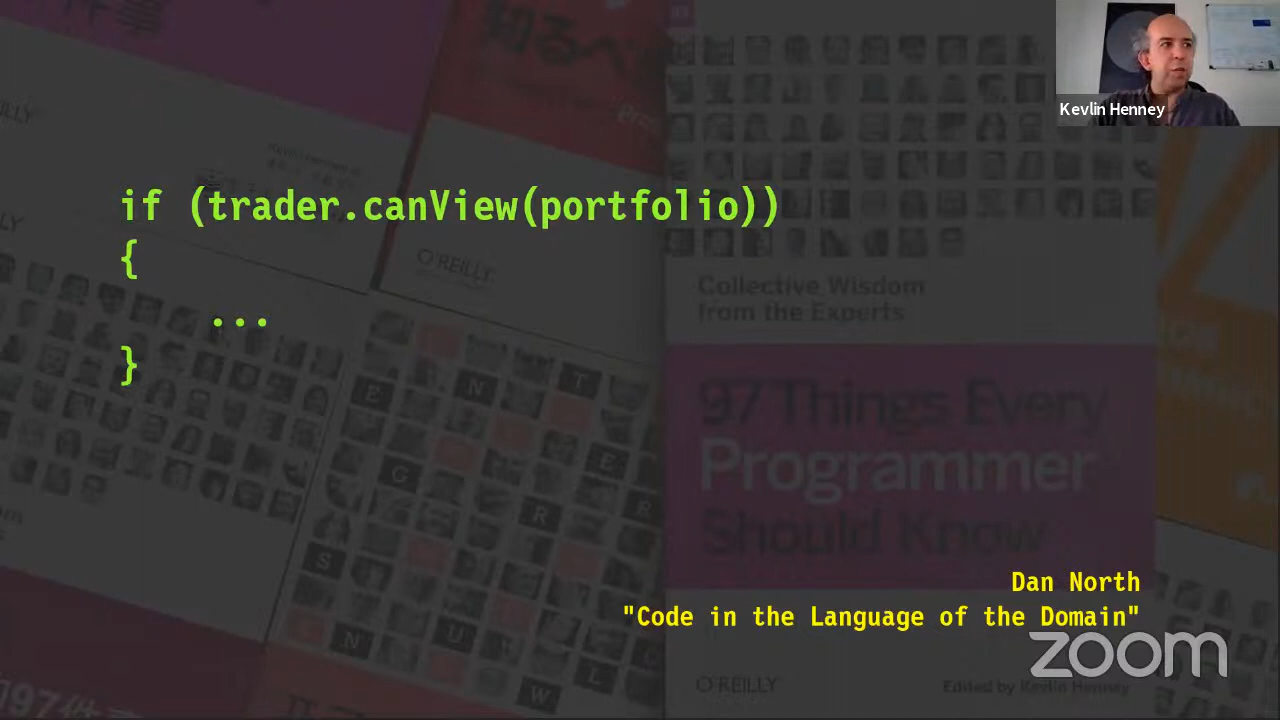 Kevlin Henney
if (trader.canView(portfolio))
{
...
}
O'REILLY
O'REILLY
Collective Wisdom
from the Experts
97 Things Every
Programmer
Should Know
Dan North
"Code in the Language of the Domain"
zoom
O'REILLY
Edited by Kevlin Henney